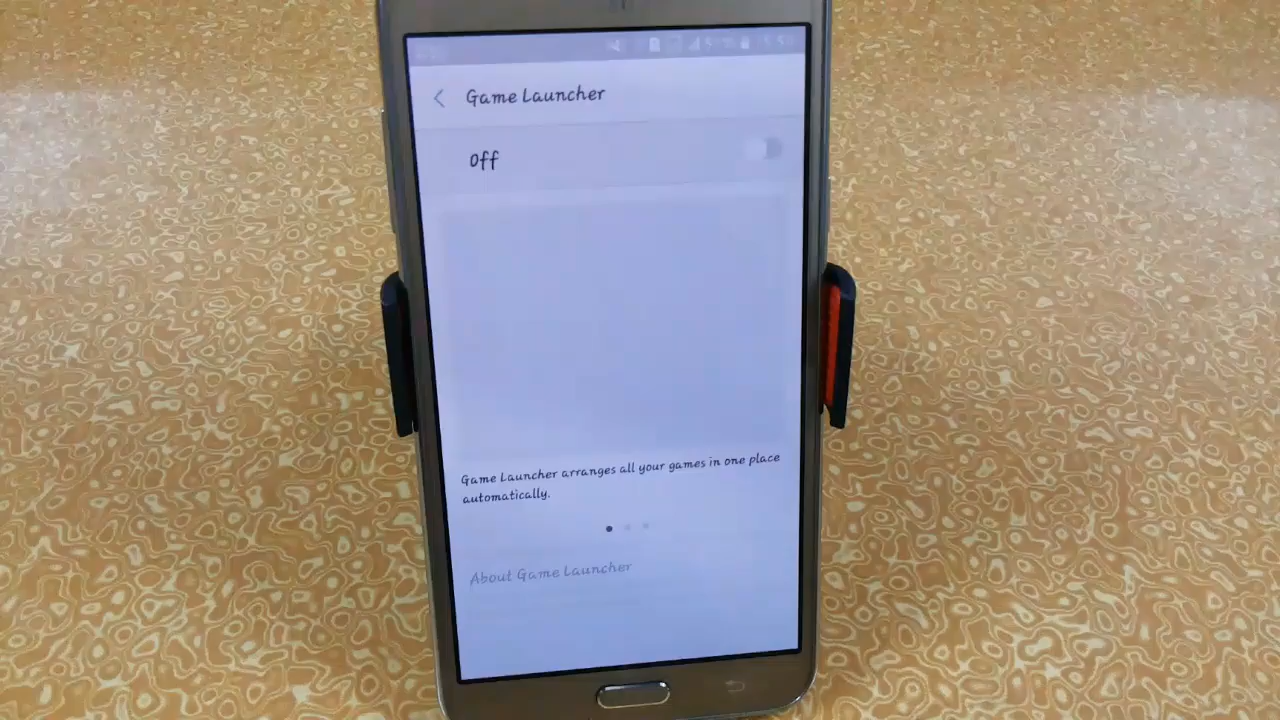 Game Launcher
Off
Game Launcher arranges all your games in one place
automatically.
About Game Launcher